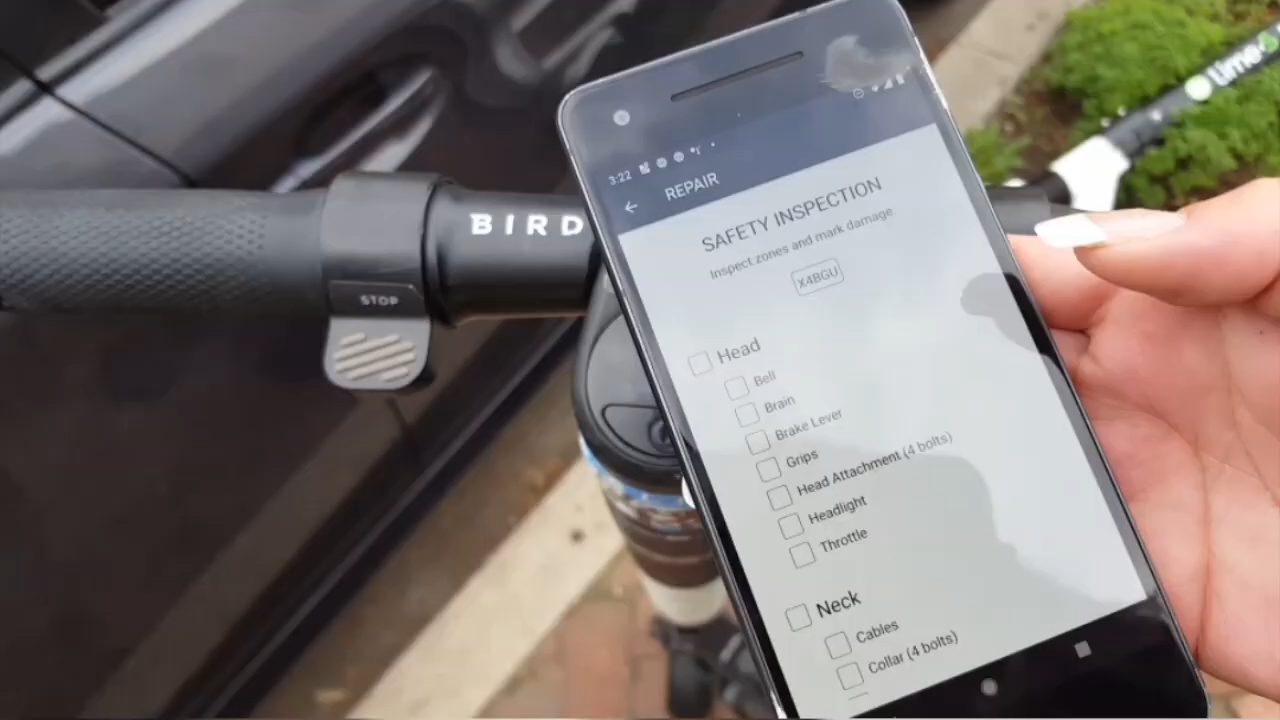 BIRD
STOP
3:22
REPAIR
SAFETY INSPECTION
Inspect zones and mark damage
X4BGU
Head
Bell
Brain
Brake Lever
Grips
Head Attachment (4 bolts)
Headlight
Throttle
Neck
Cables
Collar (4 bolts)
Lime